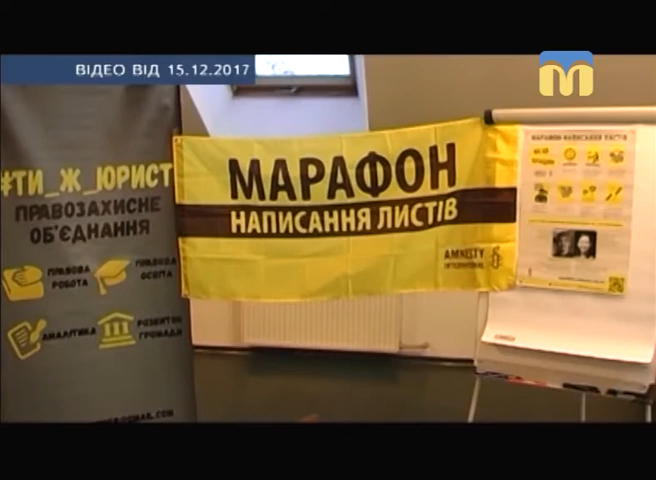 ВІДЕО ВІД 15.12.2017
#ТИ_Ж_ЮРИСТ
ПРАВОЗАХИСНЕ
ОБ'ЄДНАННЯ
ПРАВОВА
РОБОТА
ПРАВОВА
ОСВІТА
АНАЛІТИКА
РОЗВИТОК
ГРОМАДИ
МАРАФОН
НАПИСАННЯ ЛИСТІВ
AMNESTY
INTERNATIONAL
МАРАФОН НАПИСАННЯ ЛИСТІВ